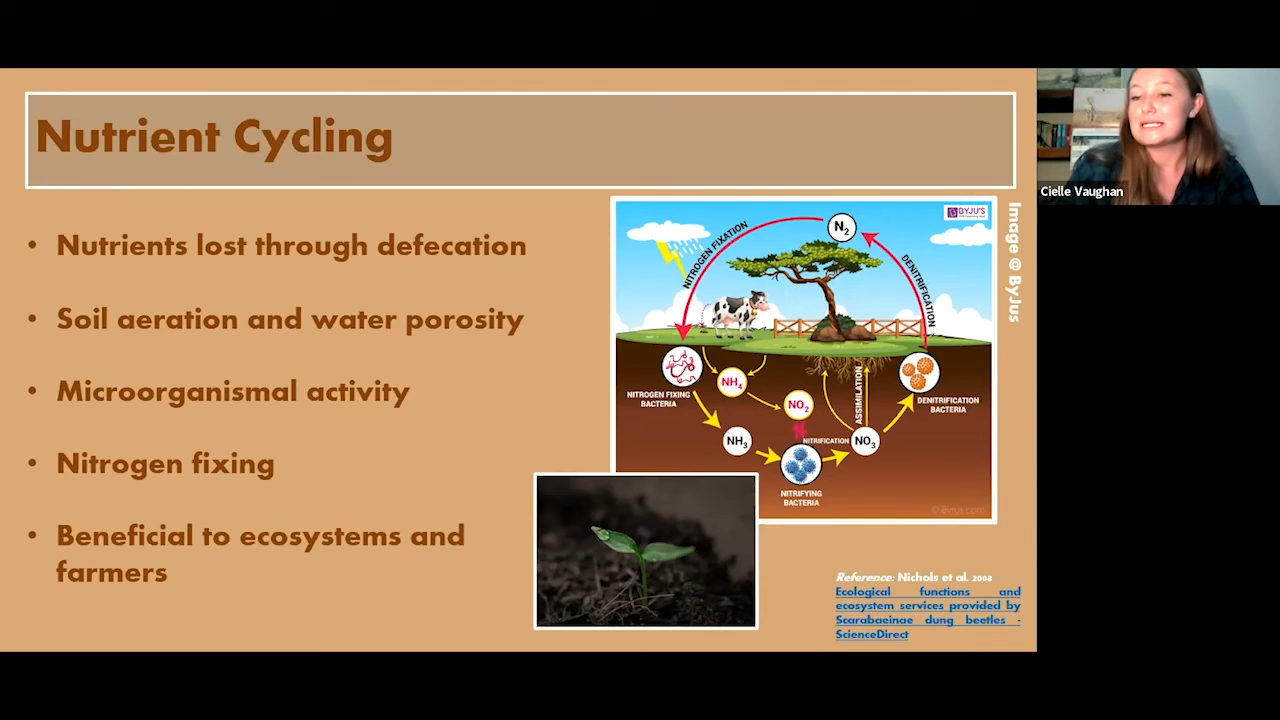 Nutrient Cycling
• Nutrients lost through defecation
• Soil aeration and water porosity
• Microorganismal activity
• Nitrogen fixing
• Beneficial to ecosystems and
farmers
BYJU'S
N2
NITROGEN FIXATION
DENITRIFICATION
NITROGEN FIXING
BACTERIA
NH4
NO2
ASSIMILATION
DENITRIFICATION
BACTERIA
NH3
NITRIFICATION
NO3
NITRIFYING
BACTERIA
© Byjus.com
Image @ ByJus
Reference: Nichols et al. 2008
Ecological functions and
ecosystem services provided by
Scarabaeinae dung beetles -
ScienceDirect
Cielle Vaughan